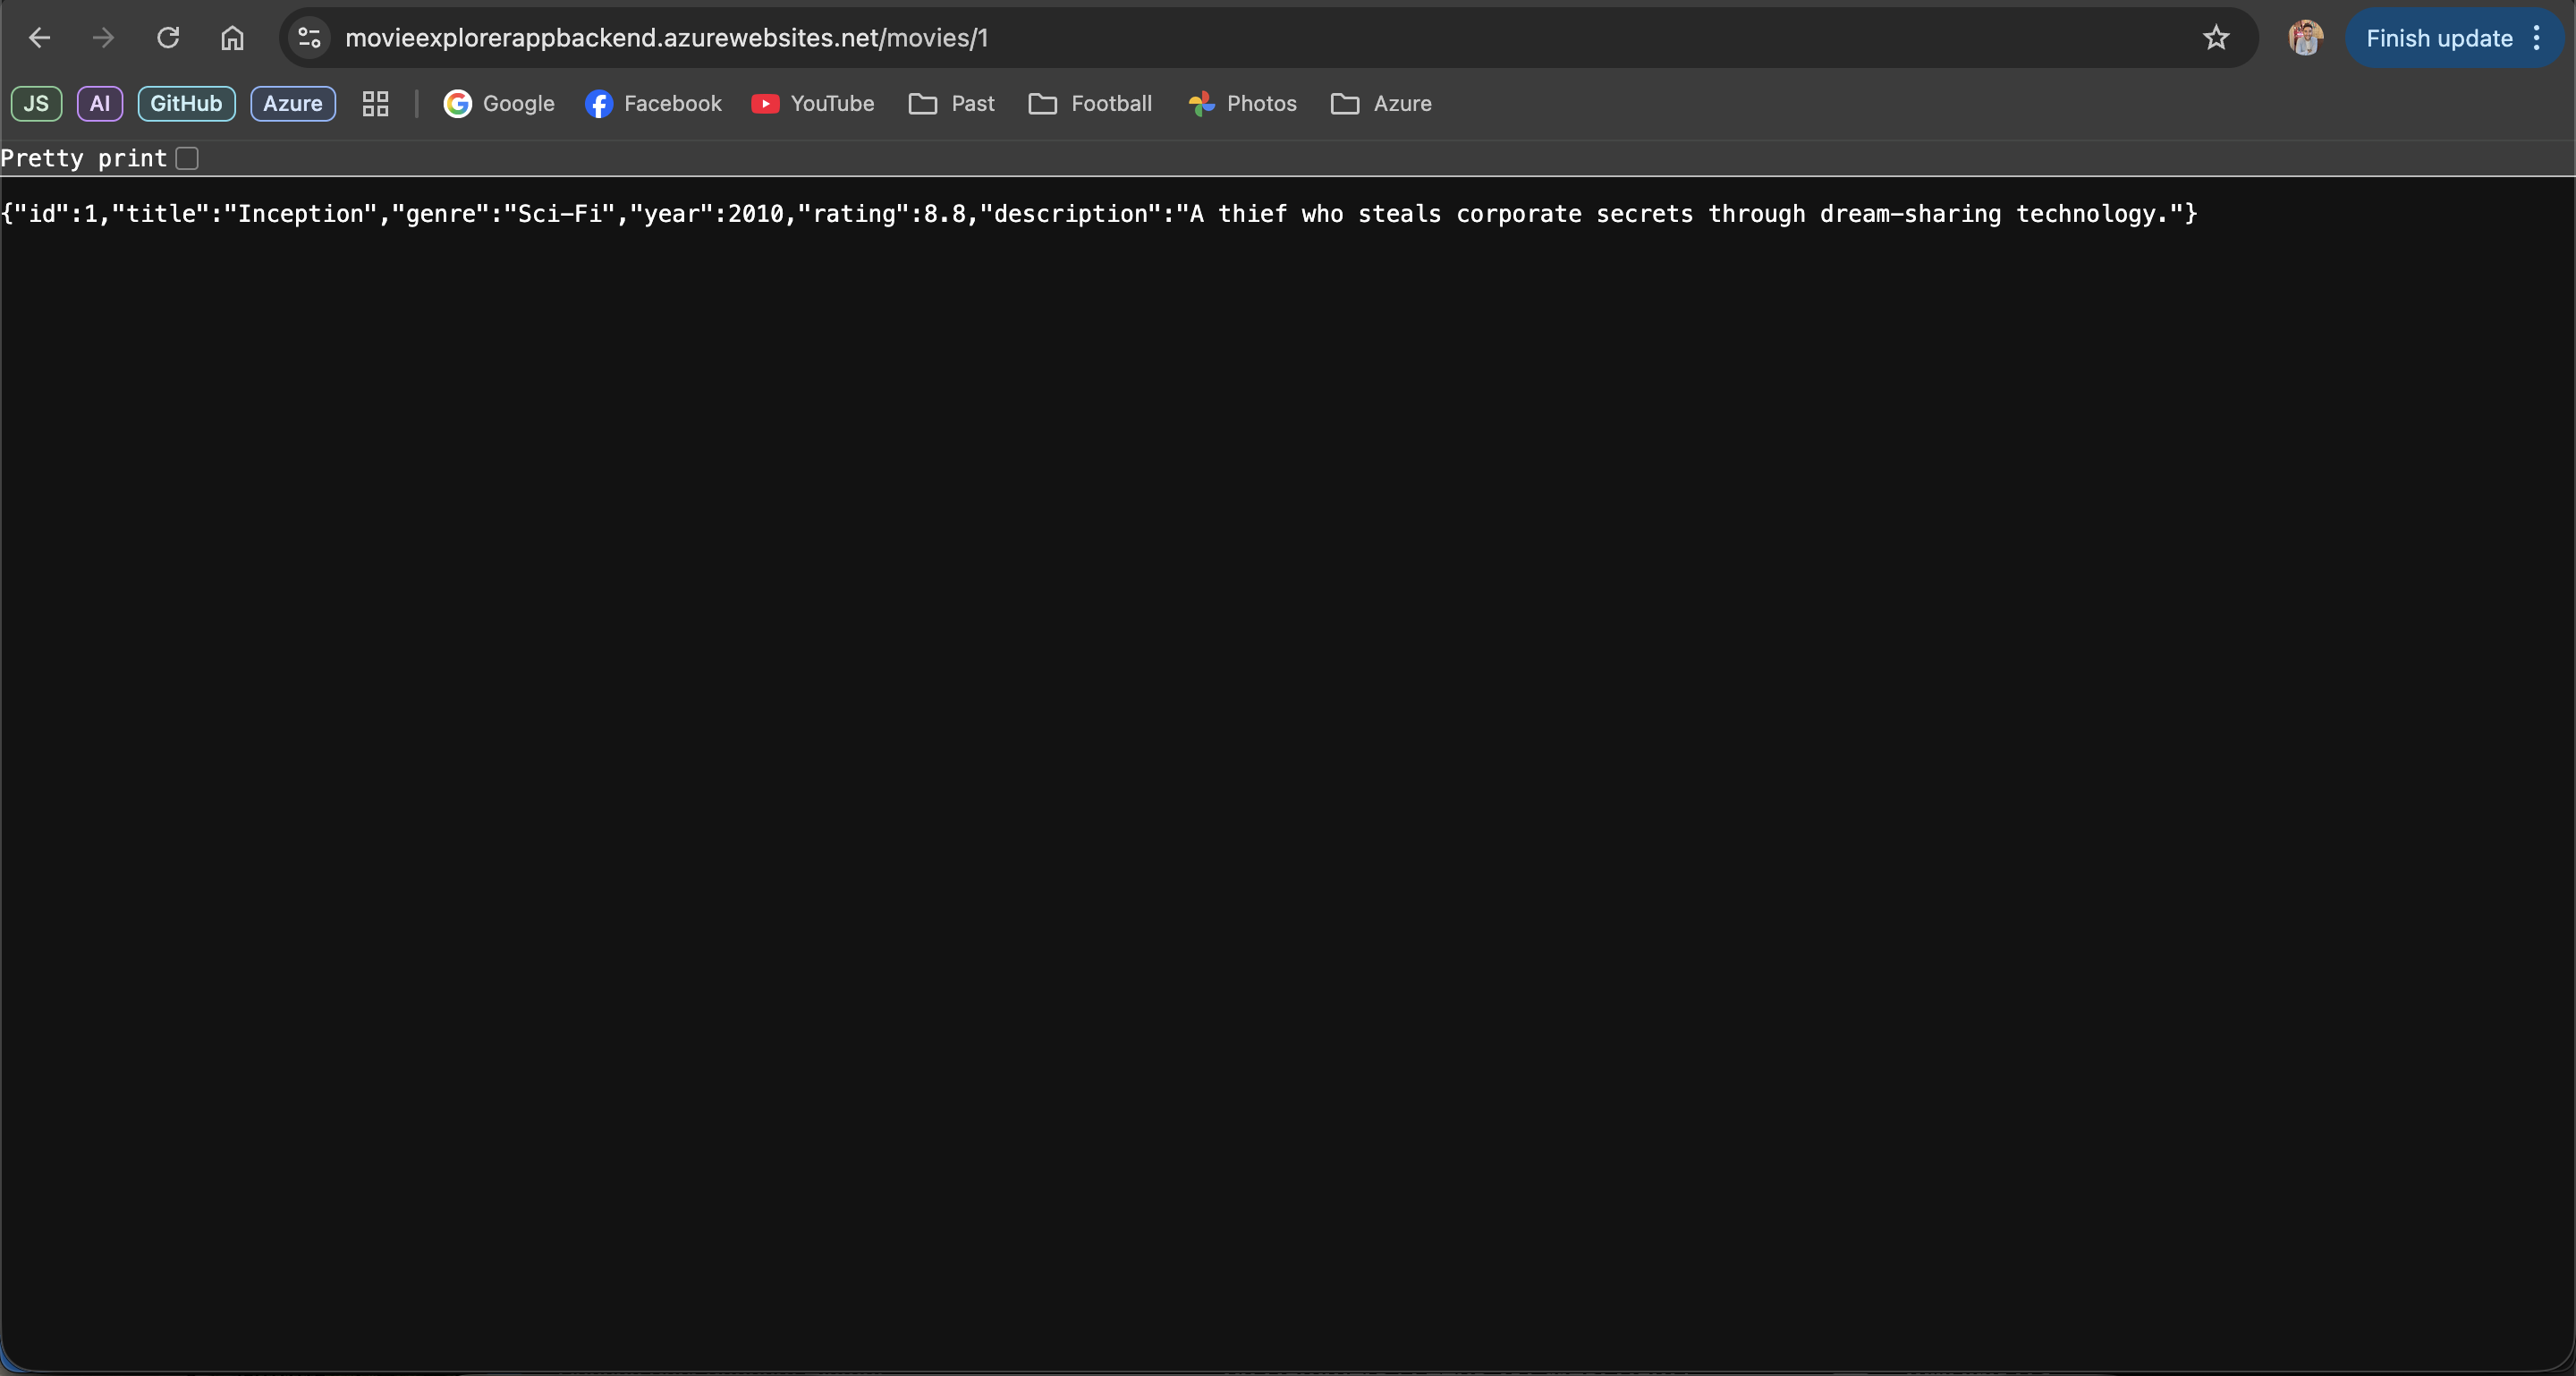 movieexplorerappbackend.azurewebsites.net/movies/1 Finish update
JS AI GitHub Azure Google Facebook YouTube Past Football Photos Azure
Pretty print
{"id":1,"title":"Inception","genre":"Sci-Fi","year":2010,"rating":8.8,"description":"A thief who steals corporate secrets through dream-sharing technology."}